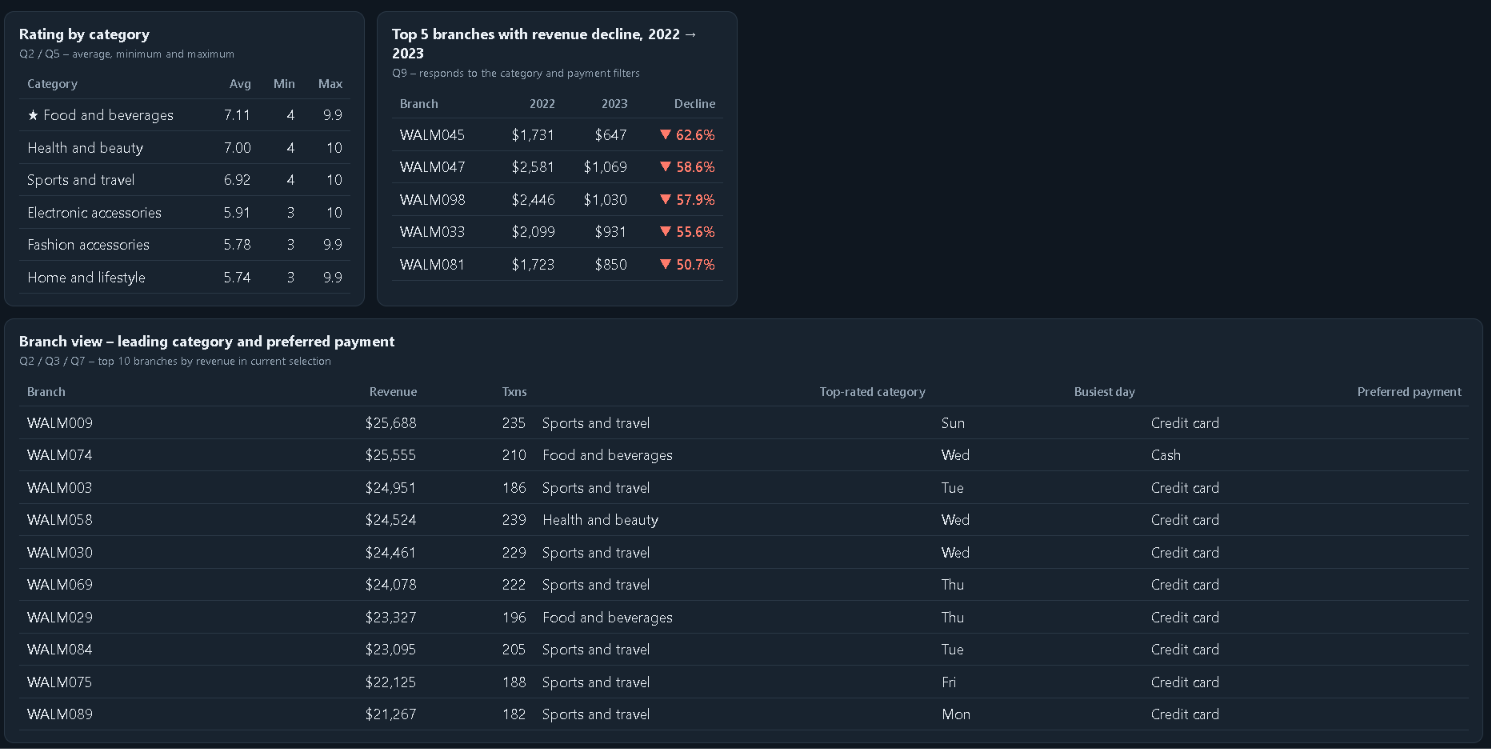 Rating by category
Q2 / Q5 – average, minimum and maximum
Category Avg Min Max
★ Food and beverages 7.11 4 9.9
Health and beauty 7.00 4 10
Sports and travel 6.92 4 10
Electronic accessories 5.91 3 10
Fashion accessories 5.78 3 9.9
Home and lifestyle 5.74 3 9.9
Top 5 branches with revenue decline, 2022 →
2023
Q9 – responds to the category and payment filters
Branch 2022 2023 Decline
WALM045 $1,731 $647 ▼ 62.6%
WALM047 $2,581 $1,069 ▼ 58.6%
WALM098 $2,446 $1,030 ▼ 57.9%
WALM033 $2,099 $931 ▼ 55.6%
WALM081 $1,723 $850 ▼ 50.7%
Branch view – leading category and preferred payment
Q2 / Q3 / Q7 – top 10 branches by revenue in current selection
Branch Revenue Txns Top-rated category Busiest day Preferred payment
WALM009 $25,688 235 Sports and travel Sun Credit card
WALM074 $25,555 210 Food and beverages Wed Cash
WALM003 $24,951 186 Sports and travel Tue Credit card
WALM058 $24,524 239 Health and beauty Wed Credit card
WALM030 $24,461 229 Sports and travel Wed Credit card
WALM069 $24,078 222 Sports and travel Thu Credit card
WALM029 $23,327 196 Food and beverages Thu Credit card
WALM084 $23,095 205 Sports and travel Tue Credit card
WALM075 $22,125 188 Sports and travel Fri Credit card
WALM089 $21,267 182 Sports and travel Mon Credit card